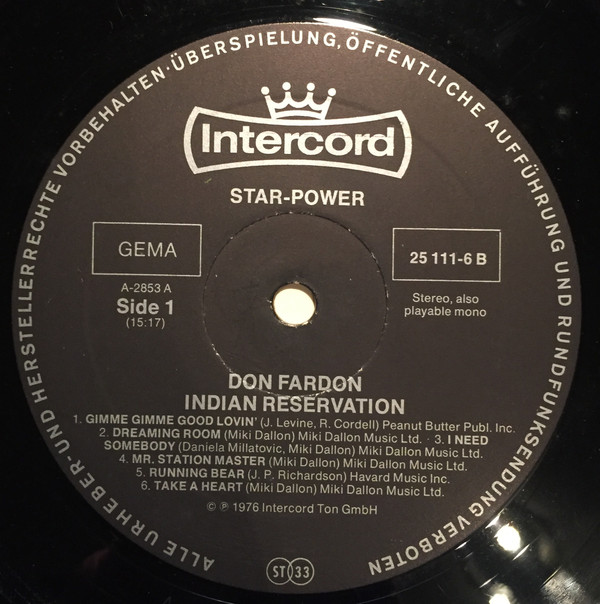 ALLE URHEBER- UND HERSTELLERRECHTE VORBEHALTEN·ÜBERSPIELUNG, ÖFFENTLICHE AUFFÜHRUNG UND RUNDFUNKSENDUNG VERBOTEN
Intercord
STAR-POWER
GEMA
25 111-6 B
A-2853 A
Side 1
(15:17)
Stereo, also
playable mono
DON FARDON
INDIAN RESERVATION
1. GIMME GIMME GOOD LOVIN' (J. Levine, R. Cordell) Peanut Butter Publ. Inc.
2. DREAMING ROOM (Miki Dallon) Miki Dallon Music Ltd. · 3. I NEED
SOMEBODY (Daniela Millatovic, Miki Dallon) Miki Dallon Music Ltd.
4. MR. STATION MASTER (Miki Dallon) Miki Dallon Music Ltd.
5. RUNNING BEAR (J. P. Richardson) Havard Music Inc.
6. TAKE A HEART (Miki Dallon) Miki Dallon Music Ltd.
© ℗ 1976 Intercord Ton GmbH
ST 33